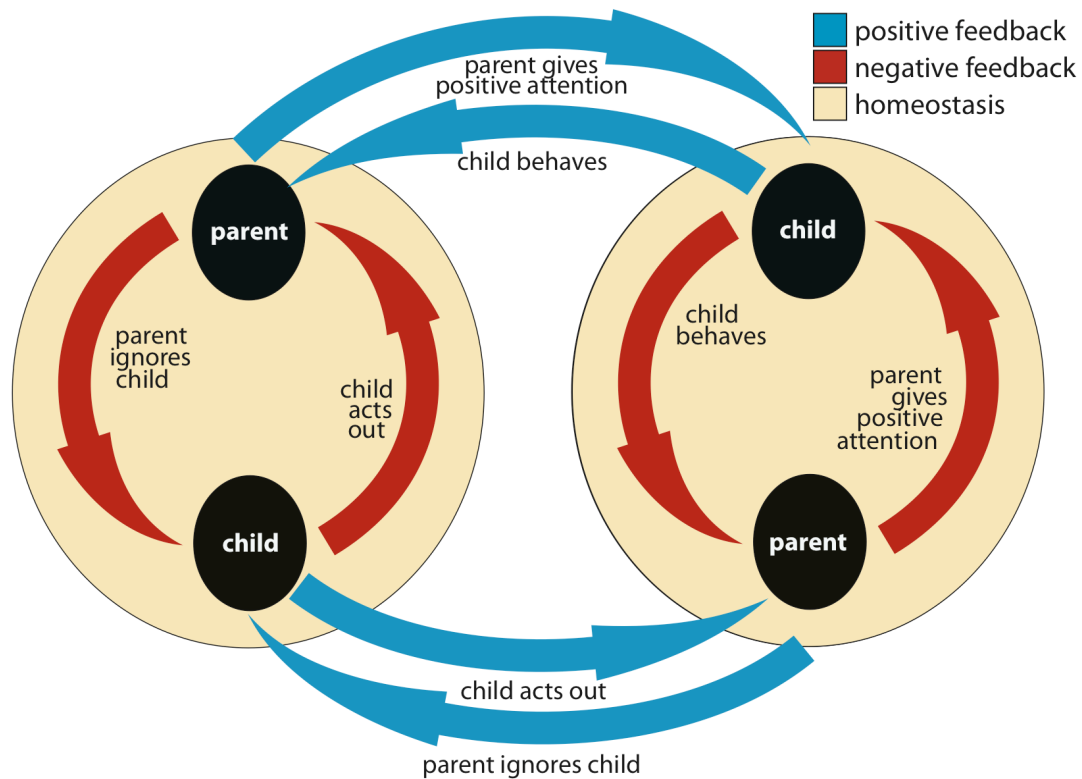 positive feedback
negative feedback
homeostasis
parent gives
positive attention
child behaves
parent
child
parent
ignores
child
child
acts
out
child
behaves
parent
gives
positive
attention
child
parent
child acts out
parent ignores child